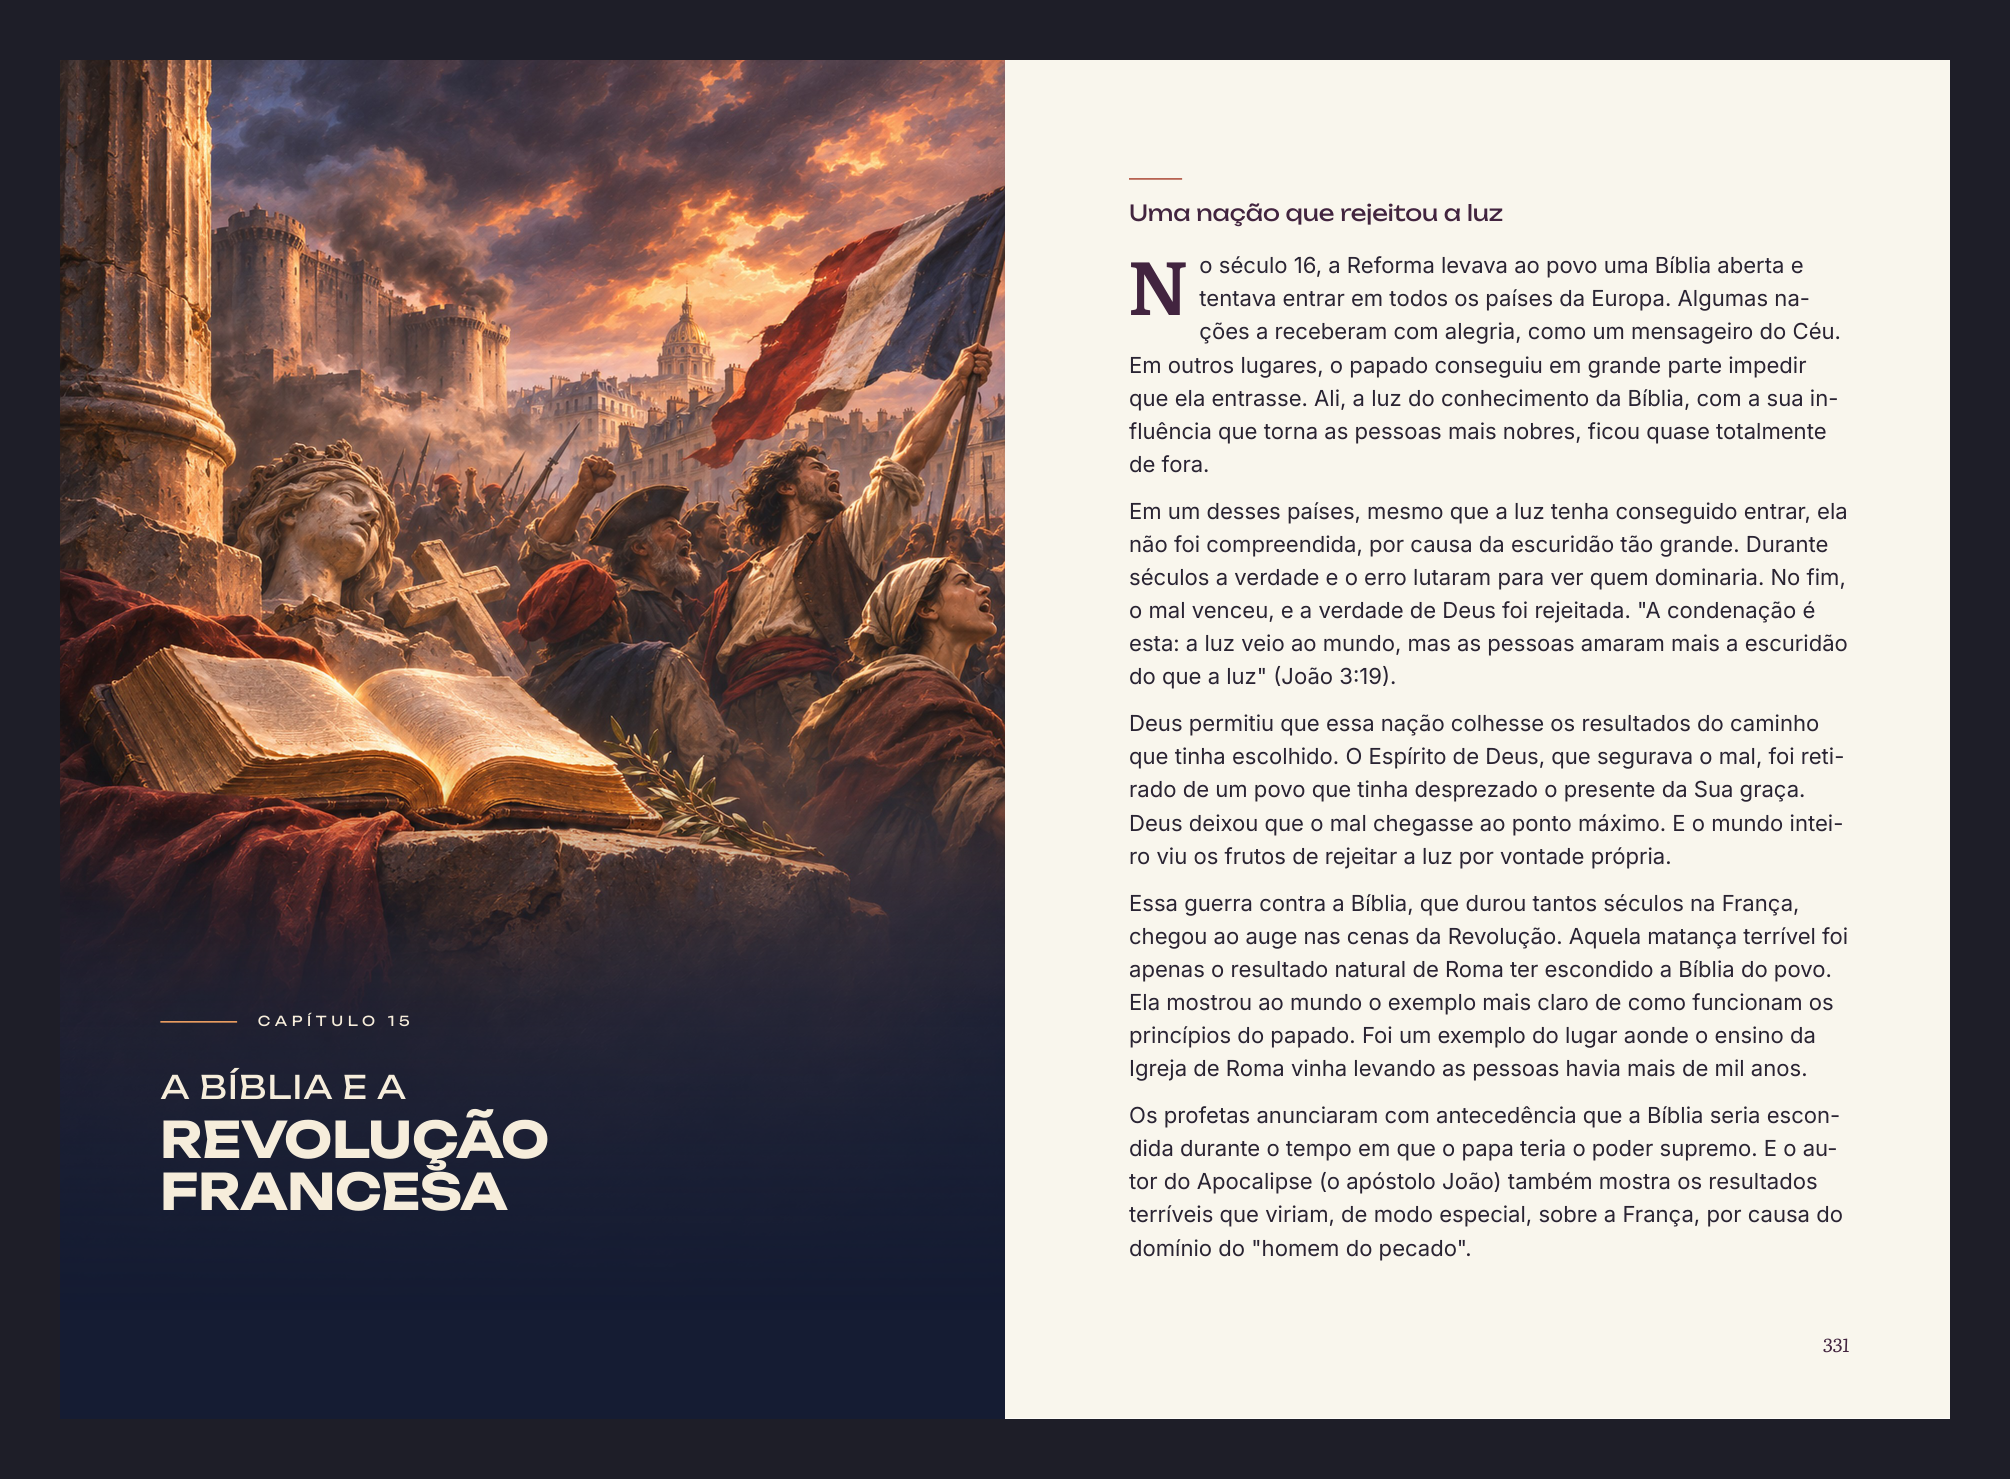 CAPÍTULO 15
A BÍBLIA E A
REVOLUÇÃO
FRANCESA
Uma nação que rejeitou a luz
No século 16, a Reforma levava ao povo uma Bíblia aberta e
tentava entrar em todos os países da Europa. Algumas na-
ções a receberam com alegria, como um mensageiro do Céu.
Em outros lugares, o papado conseguiu em grande parte impedir
que ela entrasse. Ali, a luz do conhecimento da Bíblia, com a sua in-
fluência que torna as pessoas mais nobres, ficou quase totalmente
de fora.
Em um desses países, mesmo que a luz tenha conseguido entrar, ela
não foi compreendida, por causa da escuridão tão grande. Durante
séculos a verdade e o erro lutaram para ver quem dominaria. No fim,
o mal venceu, e a verdade de Deus foi rejeitada. "A condenação é
esta: a luz veio ao mundo, mas as pessoas amaram mais a escuridão
do que a luz" (João 3:19).
Deus permitiu que essa nação colhesse os resultados do caminho
que tinha escolhido. O Espírito de Deus, que segurava o mal, foi reti-
rado de um povo que tinha desprezado o presente da Sua graça.
Deus deixou que o mal chegasse ao ponto máximo. E o mundo intei-
ro viu os frutos de rejeitar a luz por vontade própria.
Essa guerra contra a Bíblia, que durou tantos séculos na França,
chegou ao auge nas cenas da Revolução. Aquela matança terrível foi
apenas o resultado natural de Roma ter escondido a Bíblia do povo.
Ela mostrou ao mundo o exemplo mais claro de como funcionam os
princípios do papado. Foi um exemplo do lugar aonde o ensino da
Igreja de Roma vinha levando as pessoas havia mais de mil anos.
Os profetas anunciaram com antecedência que a Bíblia seria escon-
dida durante o tempo em que o papa teria o poder supremo. E o au-
tor do Apocalipse (o apóstolo João) também mostra os resultados
terríveis que viriam, de modo especial, sobre a França, por causa do
domínio do "homem do pecado".
331